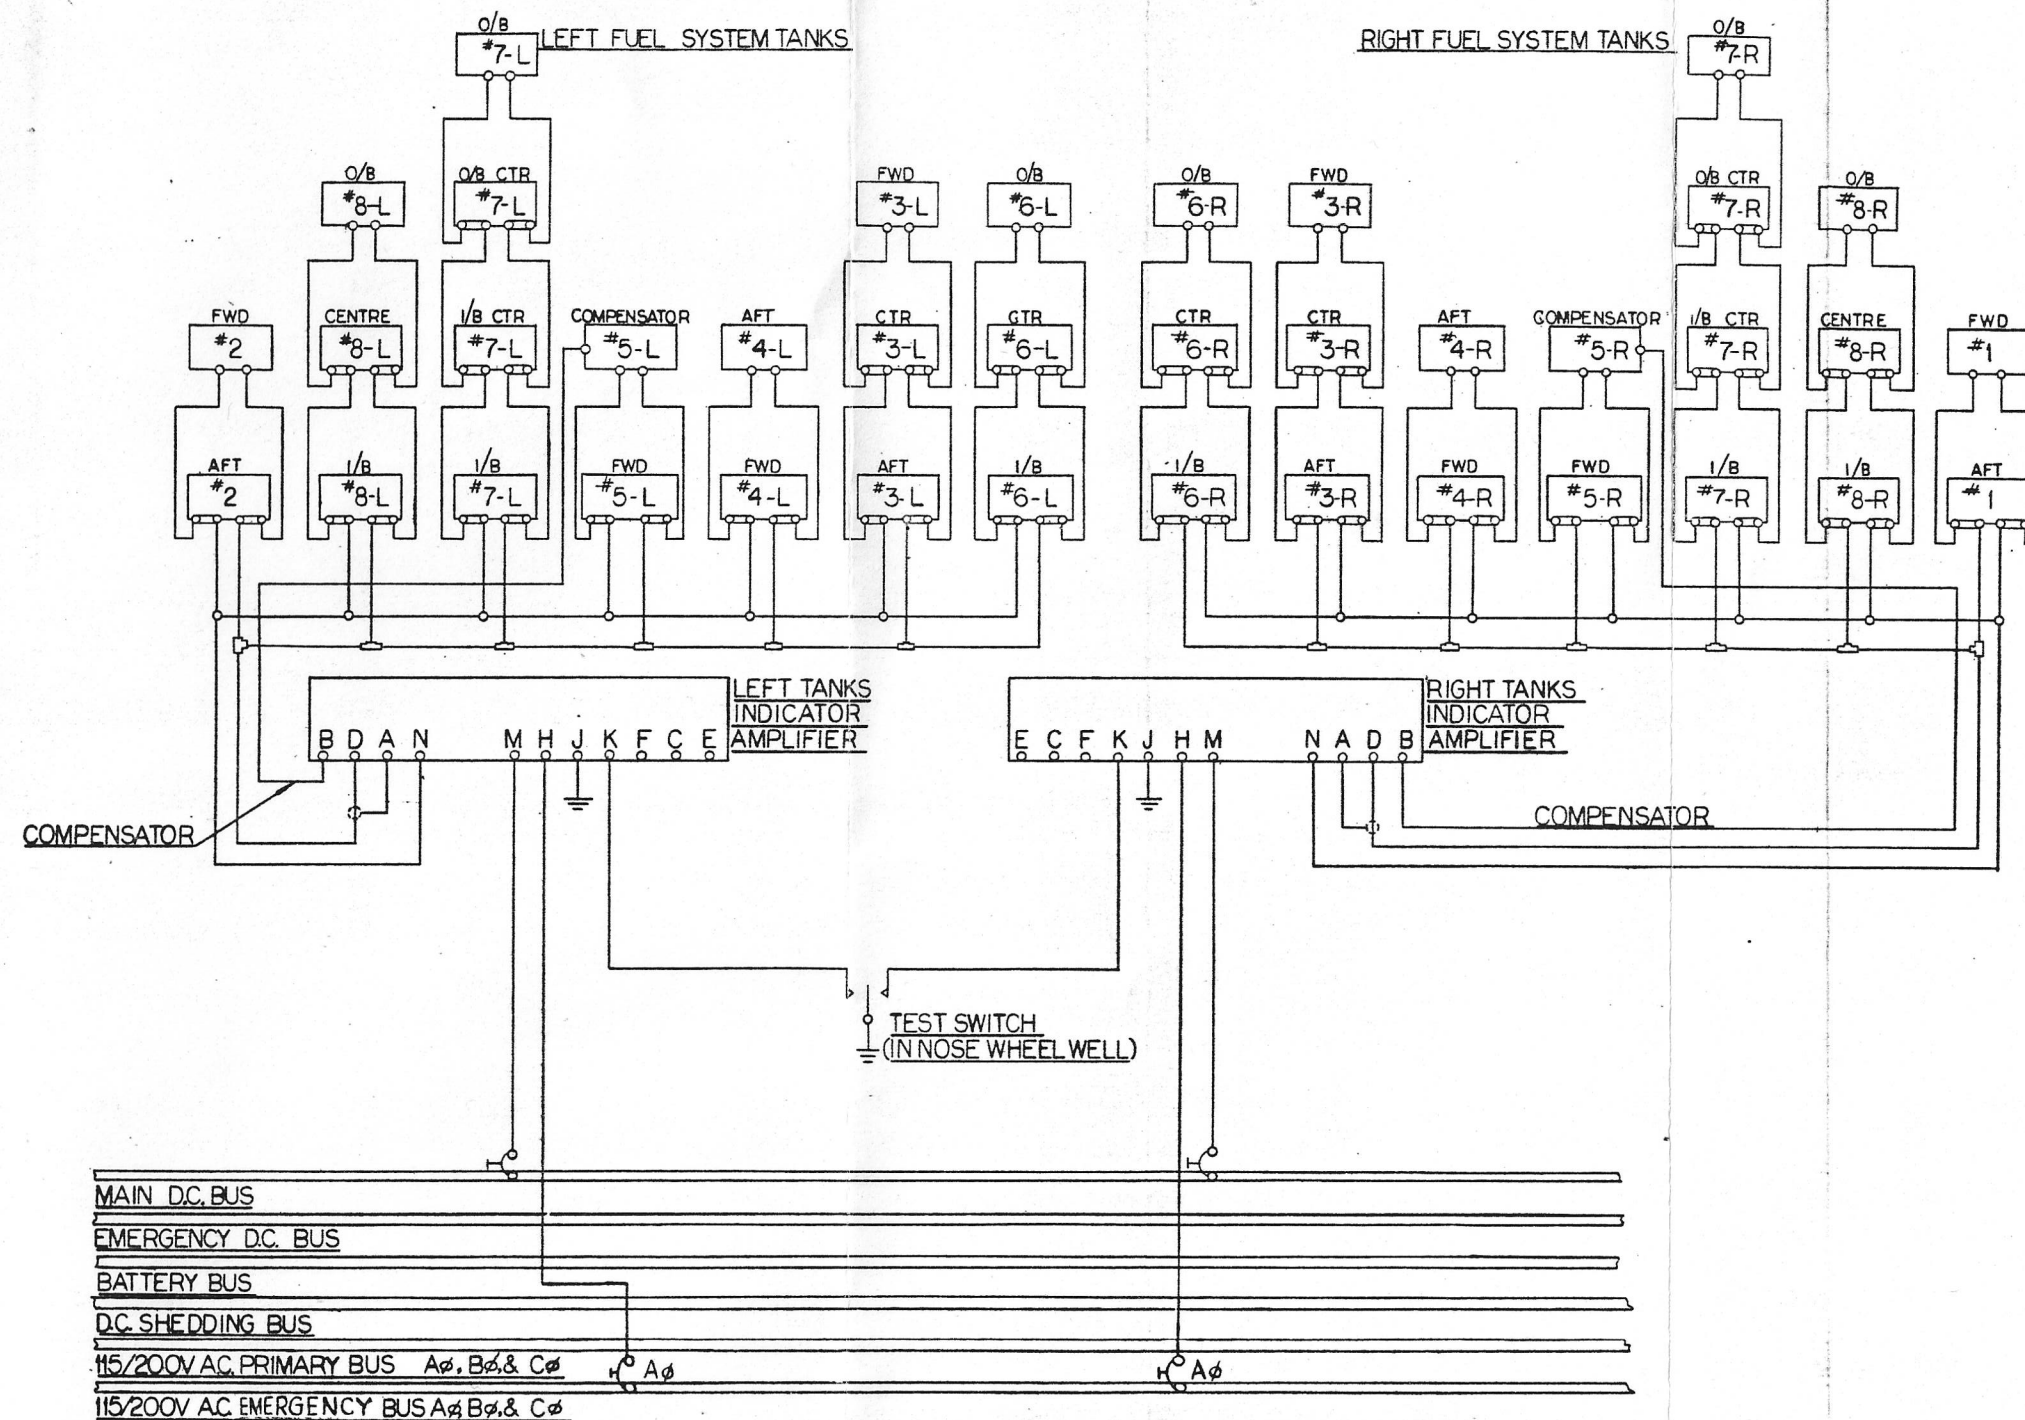 O/B
#7-L
LEFT FUEL SYSTEM TANKS
RIGHT FUEL SYSTEM TANKS
O/B
#7-R
O/B
#8-L
O/B CTR
#7-L
FWD
#3-L
O/B
#6-L
O/B
#6-R
FWD
#3-R
O/B CTR
#7-R
O/B
#8-R
FWD
#2
CENTRE
#8-L
I/B CTR
#7-L
COMPENSATOR
#5-L
AFT
#4-L
CTR
#3-L
CTR
#6-L
CTR
#6-R
CTR
#3-R
AFT
#4-R
COMPENSATOR
#5-R
I/B CTR
#7-R
CENTRE
#8-R
FWD
#1
AFT
#2
I/B
#8-L
I/B
#7-L
FWD
#5-L
FWD
#4-L
AFT
#3-L
I/B
#6-L
I/B
#6-R
AFT
#3-R
FWD
#4-R
FWD
#5-R
I/B
#7-R
I/B
#8-R
AFT
#1
LEFT TANKS
INDICATOR
AMPLIFIER
B D A N M H J K F C E
RIGHT TANKS
INDICATOR
AMPLIFIER
E C F K J H M N A D B
COMPENSATOR
COMPENSATOR
TEST SWITCH
(IN NOSE WHEEL WELL)
MAIN D.C. BUS
EMERGENCY D.C. BUS
BATTERY BUS
D.C. SHEDDING BUS
115/200V A.C. PRIMARY BUS Aø, Bø, & Cø
Aø
Aø
115/200V A.C. EMERGENCY BUS Aø Bø, & Cø